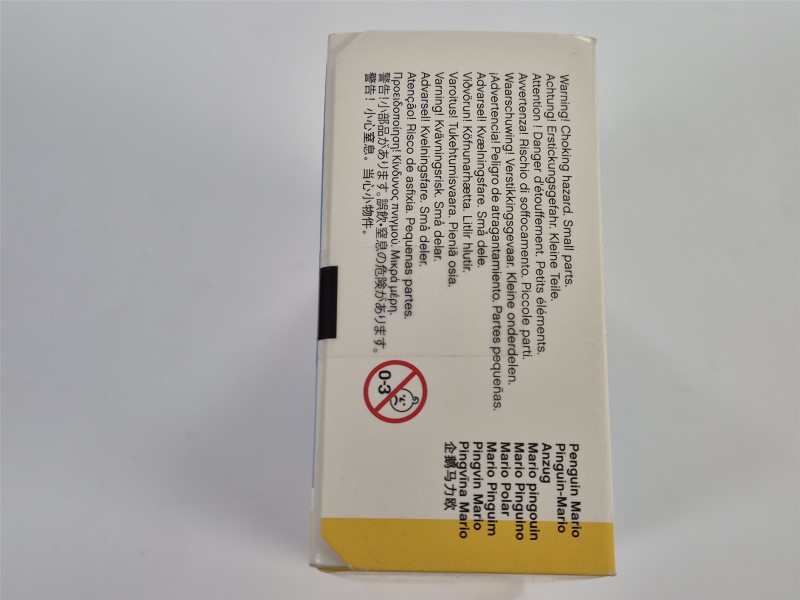 Warning! Choking hazard. Small parts.
Achtung! Erstickungsgefahr. Kleine Teile.
Attention ! Danger d'étouffement. Petits éléments.
Avvertenza! Rischio di soffocamento. Piccole parti.
Waarschuwing! Verstikkingsgevaar. Kleine onderdelen.
¡Advertencia! Peligro de atragantamiento. Partes pequeñas.
Advarsel! Kvælningsfare. Små dele.
Viðvörun! Köfnunarhætta. Litlir hlutir.
Varoitus! Tukehtumisvaara. Pieniä osia.
Varning! Kvävningsrisk. Små delar.
Advarsel! Kvelningsfare. Små deler.
Atenção! Risco de asfixia. Pequenas partes.
Προειδοποίηση! Κίνδυνος πνιγμού. Μικρά μέρη.
警告!小部品があります。誤飲・窒息の危険があります。
警告！小心窒息。当心小物件。
0-3
Penguin Mario
Pinguin-Mario
Anzug
Mario pingouin
Mario Pinguino
Mario Polar
Mario Pinguim
Pingvin Mario
Pingvīna Mario
企鹅马力欧